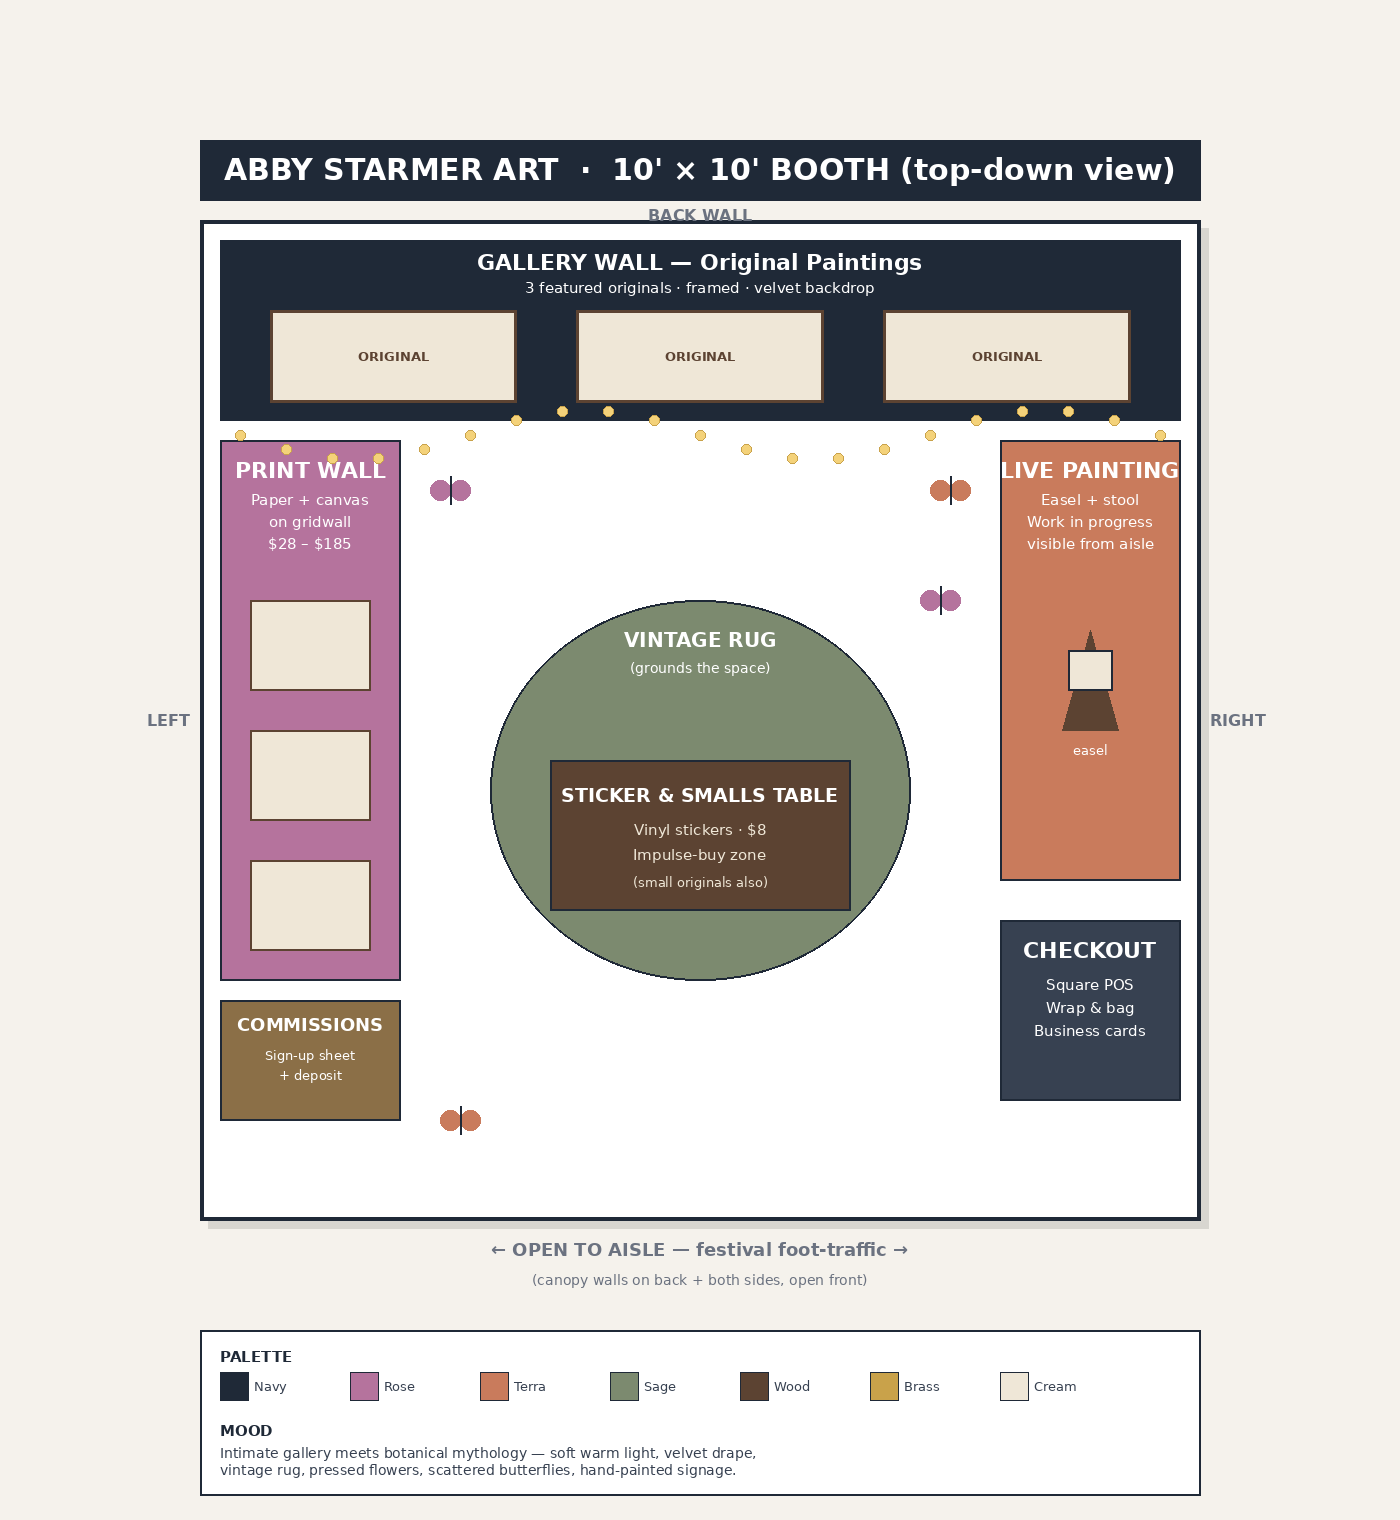 ABBY STARMER ART · 10' × 10' BOOTH (top-down view)
BACK WALL
GALLERY WALL — Original Paintings
3 featured originals · framed · velvet backdrop
ORIGINAL
ORIGINAL
ORIGINAL
PRINT WALL
Paper + canvas
on gridwall
$28 – $185
LIVE PAINTING
Easel + stool
Work in progress
visible from aisle
easel
VINTAGE RUG
(grounds the space)
LEFT
RIGHT
STICKER & SMALLS TABLE
Vinyl stickers · $8
Impulse-buy zone
(small originals also)
CHECKOUT
Square POS
Wrap & bag
Business cards
COMMISSIONS
Sign-up sheet
+ deposit
← OPEN TO AISLE — festival foot-traffic →
(canopy walls on back + both sides, open front)
PALETTE
Navy
Rose
Terra
Sage
Wood
Brass
Cream
MOOD
Intimate gallery meets botanical mythology — soft warm light, velvet drape,
vintage rug, pressed flowers, scattered butterflies, hand-painted signage.